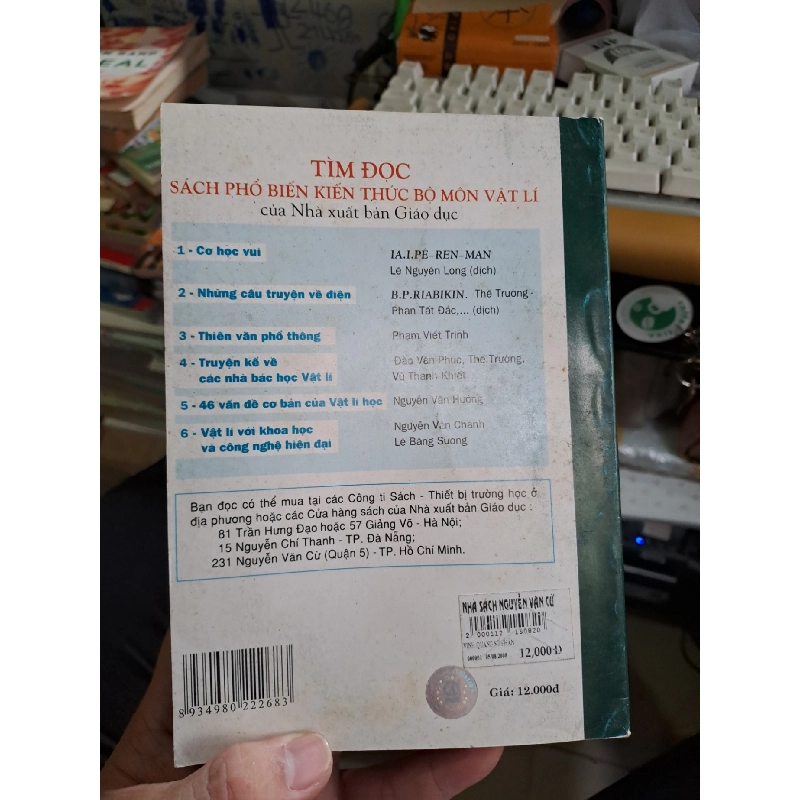 TÌM ĐỌC
SÁCH PHỔ BIẾN KIẾN THỨC BỘ MÔN VẬT LÍ
của Nhà xuất bản Giáo dục
1 - Cơ học vui
IA.I.PÊ-REN-MAN
Lê Nguyên Long (dịch)
2 - Những câu truyện về điện
B.P.RIABIKIN. Thế Trường -
Phan Tất Đắc,... (dịch)
3 - Thiên văn phổ thông
Phạm Viết Trinh
4 - Truyện kể về
các nhà bác học Vật lí
Đào Văn Phúc, Thế Trường,
Vũ Thanh Khiết
5 - 46 vấn đề cơ bản của Vật lí học
Nguyễn Văn Hướng
6 - Vật lí với khoa học
và công nghệ hiện đại
Nguyễn Văn Chánh
Lê Băng Sương
Bạn đọc có thể mua tại các Công ti Sách - Thiết bị trường học ở
địa phương hoặc các Cửa hàng sách của Nhà xuất bản Giáo dục :
81 Trần Hưng Đạo hoặc 57 Giảng Võ - Hà Nội;
15 Nguyễn Chí Thanh - TP. Đà Nẵng;
231 Nguyễn Văn Cừ (Quận 5) - TP. Hồ Chí Minh.
NHÀ SÁCH NGUYỄN VĂN CỪ
12,000Đ
8 934980 222683
Giá: 12.000đ